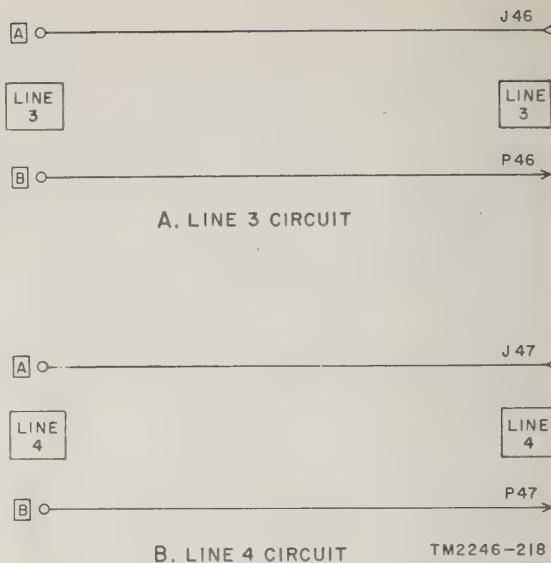 J46
A
LINE
3
LINE
3
P46
B
A. LINE 3 CIRCUIT
J47
A
LINE
4
LINE
4
P47
B
B. LINE 4 CIRCUIT
TM2246-218